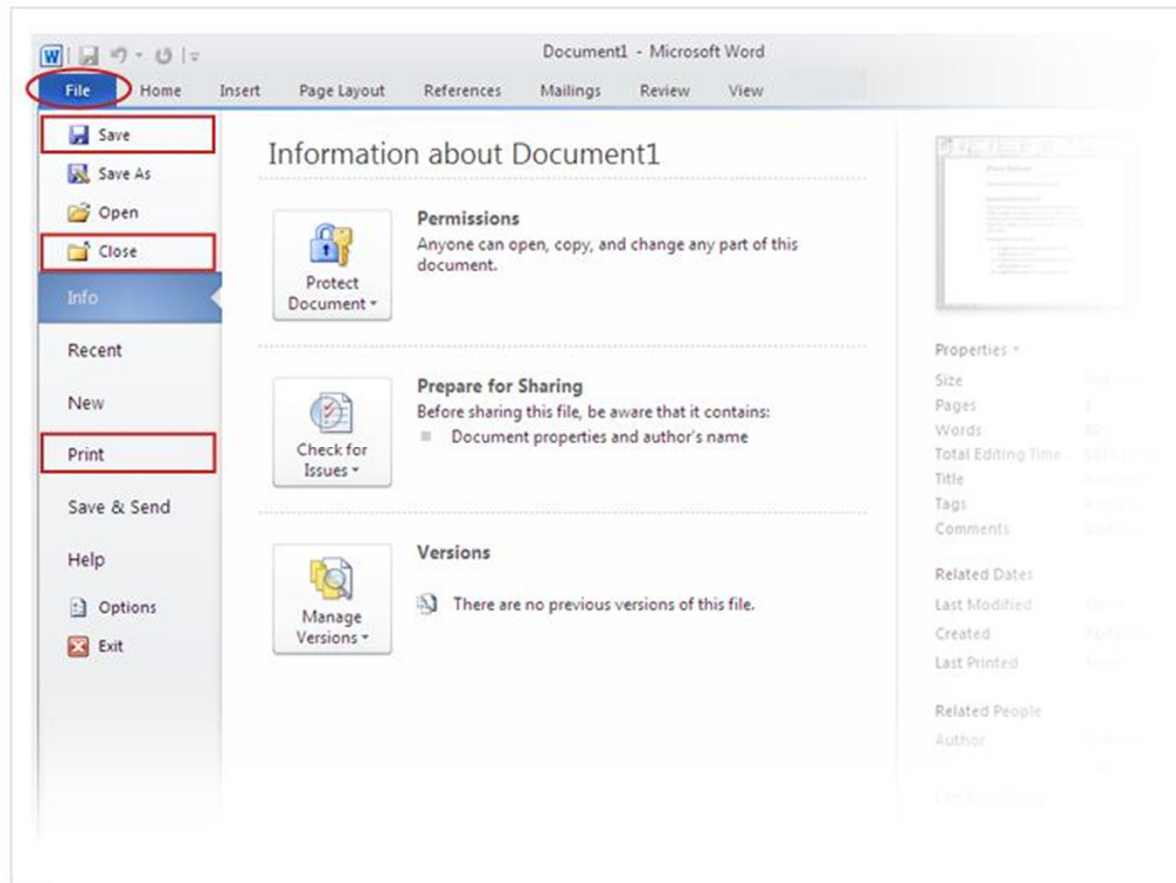 Document1 - Microsoft Word
File Home Insert Page Layout References Mailings Review View
Save
Save As
Open
Close
Info
Recent
New
Print
Save & Send
Help
Options
Exit
Information about Document1
Protect
Document
Permissions
Anyone can open, copy, and change any part of this
document.
Check for
Issues
Prepare for Sharing
Before sharing this file, be aware that it contains:
Document properties and author's name
Manage
Versions
Versions
There are no previous versions of this file.
Properties
Size
Pages
Words
Total Editing Time
Title
Tags
Comments
Related Dates
Last Modified
Created
Last Printed
Related People
Author